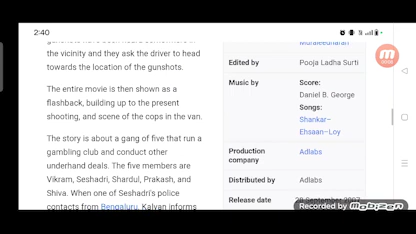 2:40
the vicinity and they ask the driver to head
towards the location of the gunshots.
The entire movie is then shown as a
flashback, building up to the present
shooting, and scene of the cops in the van.
The story is about a gang of five that run a
gambling club and conduct other
underhand deals. The five members are
Vikram, Seshadri, Shardul, Prakash, and
Shiva. When one of Seshadri's police
contacts from Bengaluru, Kalyan informs
Muraleedharan
Edited by Pooja Ladha Surti
Music by Score:
Daniel B. George
Songs:
Shankar–
Ehsaan–Loy
Production Adlabs
company
Distributed by Adlabs
Release date 28 September 2007
Recorded by Mobizen